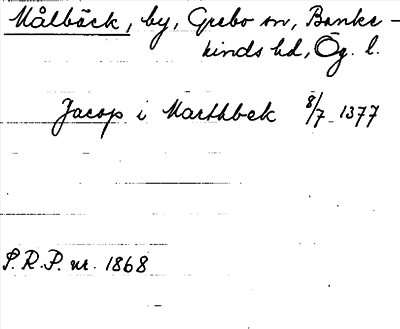 Målbäck, by, Grebo sn, Banke-
kinds hd, Ög. l.
Jacop i Marthbek 8/7 1377
S.R.P. nr. 1868